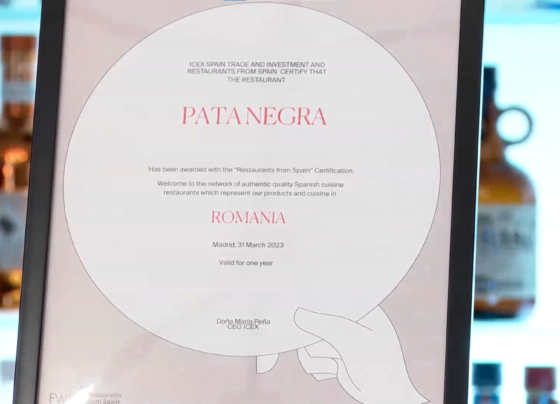 ICEX SPAIN TRADE AND INVESTMENT AND
RESTAURANTS FROM SPAIN CERTIFY THAT
THE RESTAURANT
PATA NEGRA
Has been awarded with the "Restaurants from Spain" Certification.
Welcome to the network of authentic quality Spanish cuisine
restaurants which represent our products and cuisine in
ROMANIA
Madrid, 31 March 2023
Valid for one year
Doña María Peña
CEO ICEX